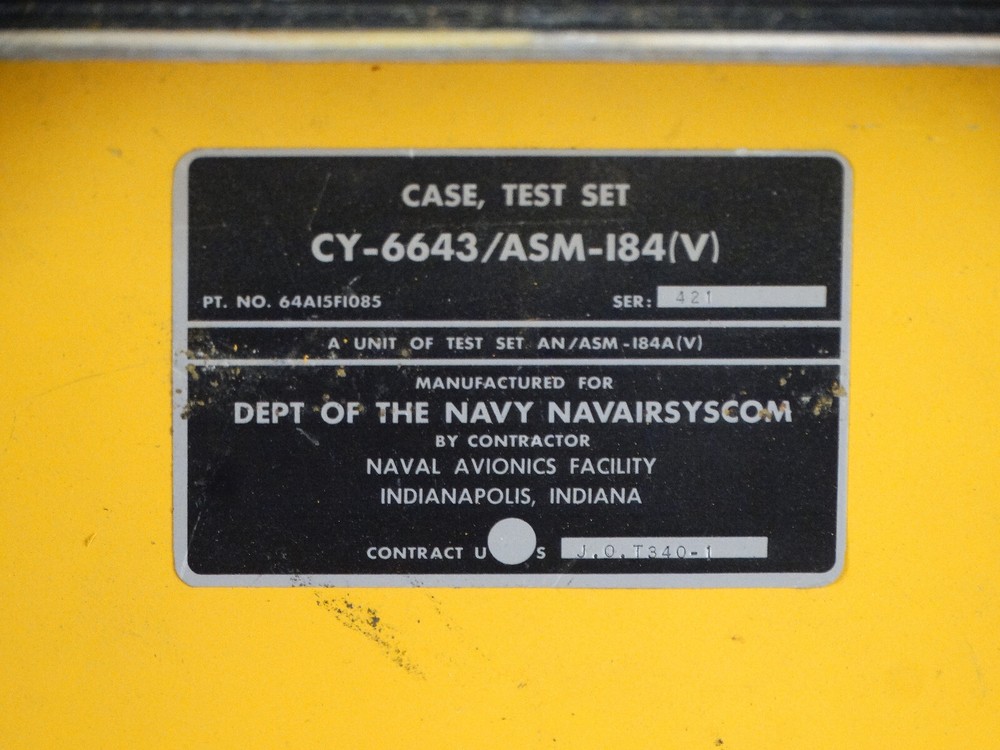 CASE, TEST SET
CY-6643/ASM-184(V)
PT. NO. 64A15F1085 SER: 421
A UNIT OF TEST SET AN/ASM-184A(V)
MANUFACTURED FOR
DEPT OF THE NAVY NAVAIRSYSCOM
BY CONTRACTOR
NAVAL AVIONICS FACILITY
INDIANAPOLIS, INDIANA
CONTRACT U S J.O.T340-1